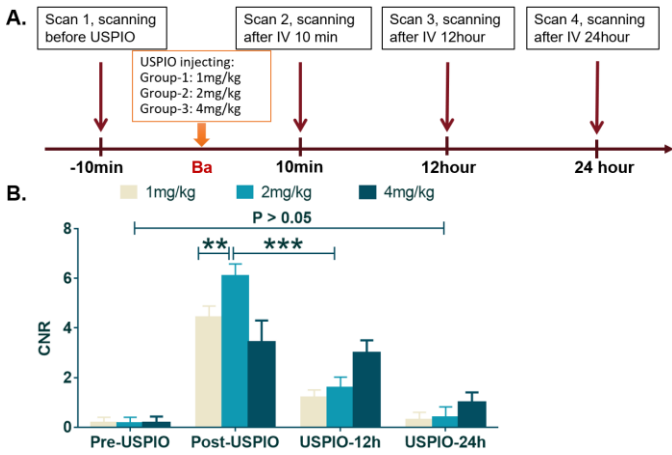 A.
Scan 1, scanning
before USPIO
Scan 2, scanning
after IV 10 min
Scan 3, scanning
after IV 12hour
Scan 4, scanning
after IV 24hour
USPIO injecting:
Group-1: 1mg/kg
Group-2: 2mg/kg
Group-3: 4mg/kg
-10min Ba 10min 12hour 24 hour
B.
1mg/kg 2mg/kg 4mg/kg
P > 0.05
** ***
CNR
8
6
4
2
0
Pre-USPIO Post-USPIO USPIO-12h USPIO-24h